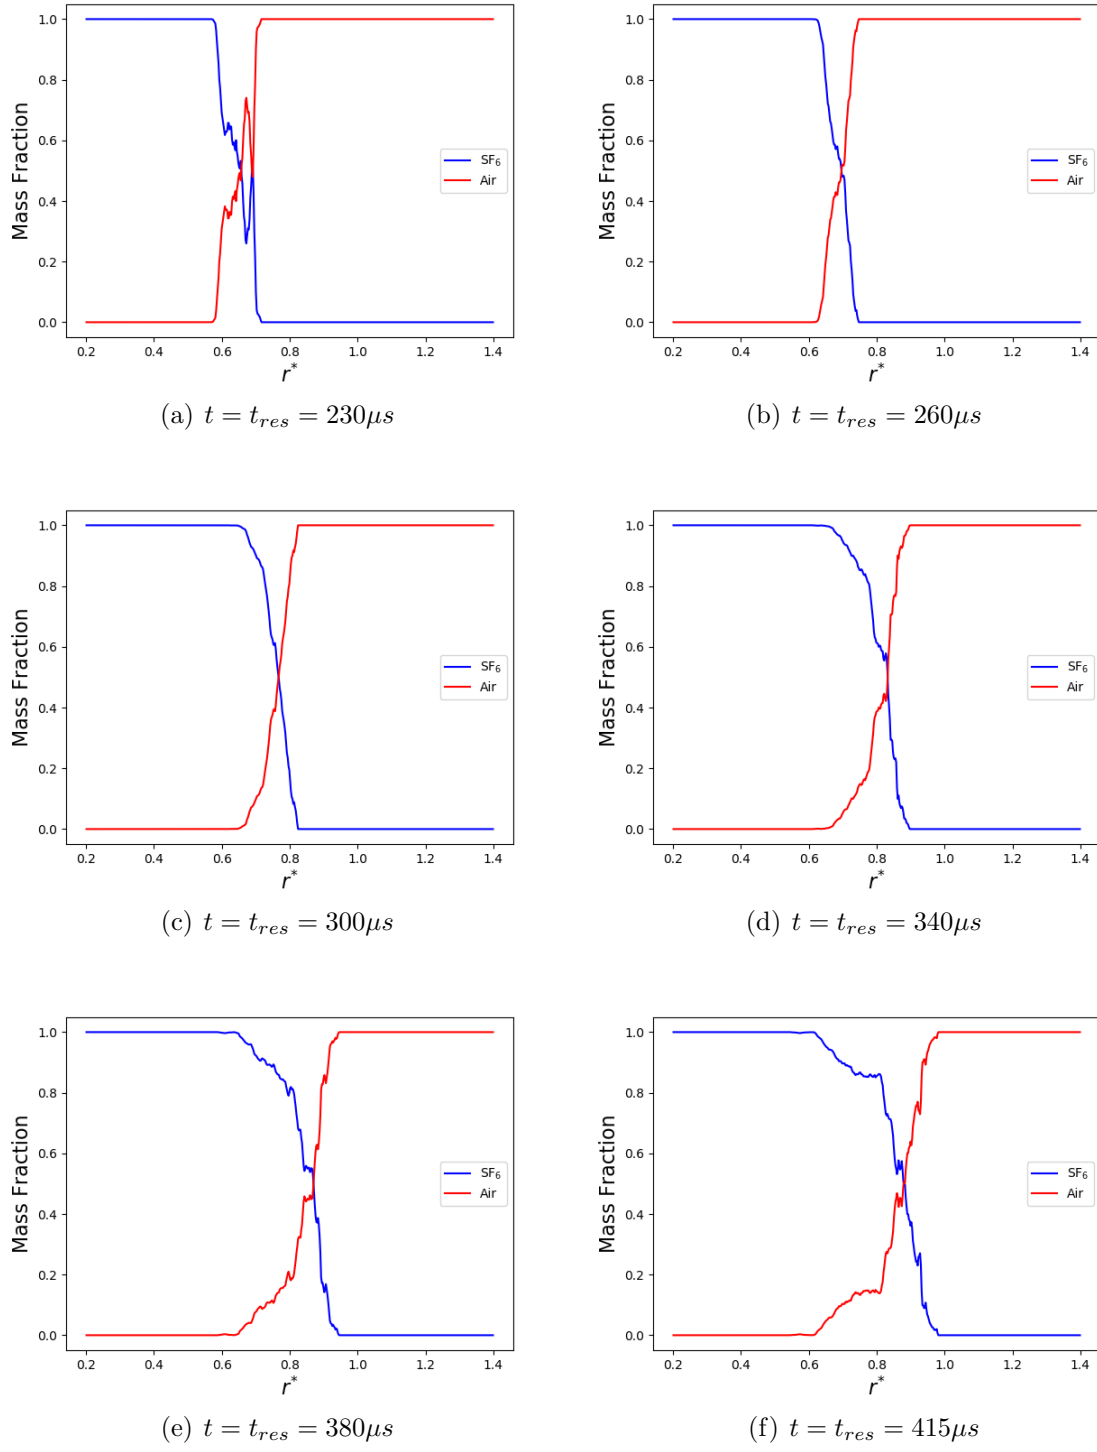 1.0
0.8
0.6
0.4
0.2
0.0
Mass Fraction
SF6
Air
0.2 0.4 0.6 0.8 1.0 1.2 1.4
r*
(a) t = t_res = 230μs
1.0
0.8
0.6
0.4
0.2
0.0
Mass Fraction
SF6
Air
0.2 0.4 0.6 0.8 1.0 1.2 1.4
r*
(b) t = t_res = 260μs
1.0
0.8
0.6
0.4
0.2
0.0
Mass Fraction
SF6
Air
0.2 0.4 0.6 0.8 1.0 1.2 1.4
r*
(c) t = t_res = 300μs
1.0
0.8
0.6
0.4
0.2
0.0
Mass Fraction
SF6
Air
0.2 0.4 0.6 0.8 1.0 1.2 1.4
r*
(d) t = t_res = 340μs
1.0
0.8
0.6
0.4
0.2
0.0
Mass Fraction
SF6
Air
0.2 0.4 0.6 0.8 1.0 1.2 1.4
r*
(e) t = t_res = 380μs
1.0
0.8
0.6
0.4
0.2
0.0
Mass Fraction
SF6
Air
0.2 0.4 0.6 0.8 1.0 1.2 1.4
r*
(f) t = t_res = 415μs